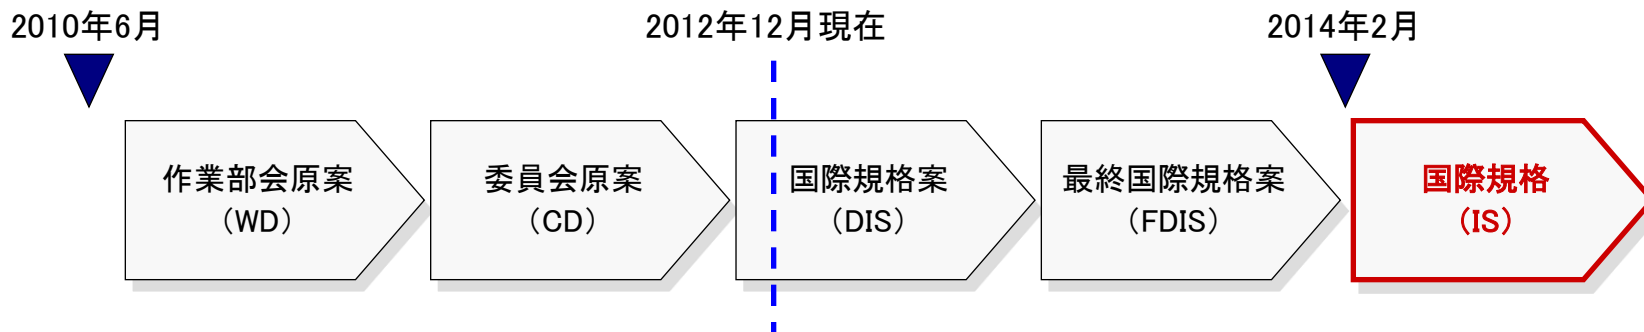 2010年6月
2012年12月現在
2014年2月
作業部会原案
（WD）
委員会原案
（CD）
国際規格案
（DIS）
最終国際規格案
（FDIS）
国際規格
（IS）